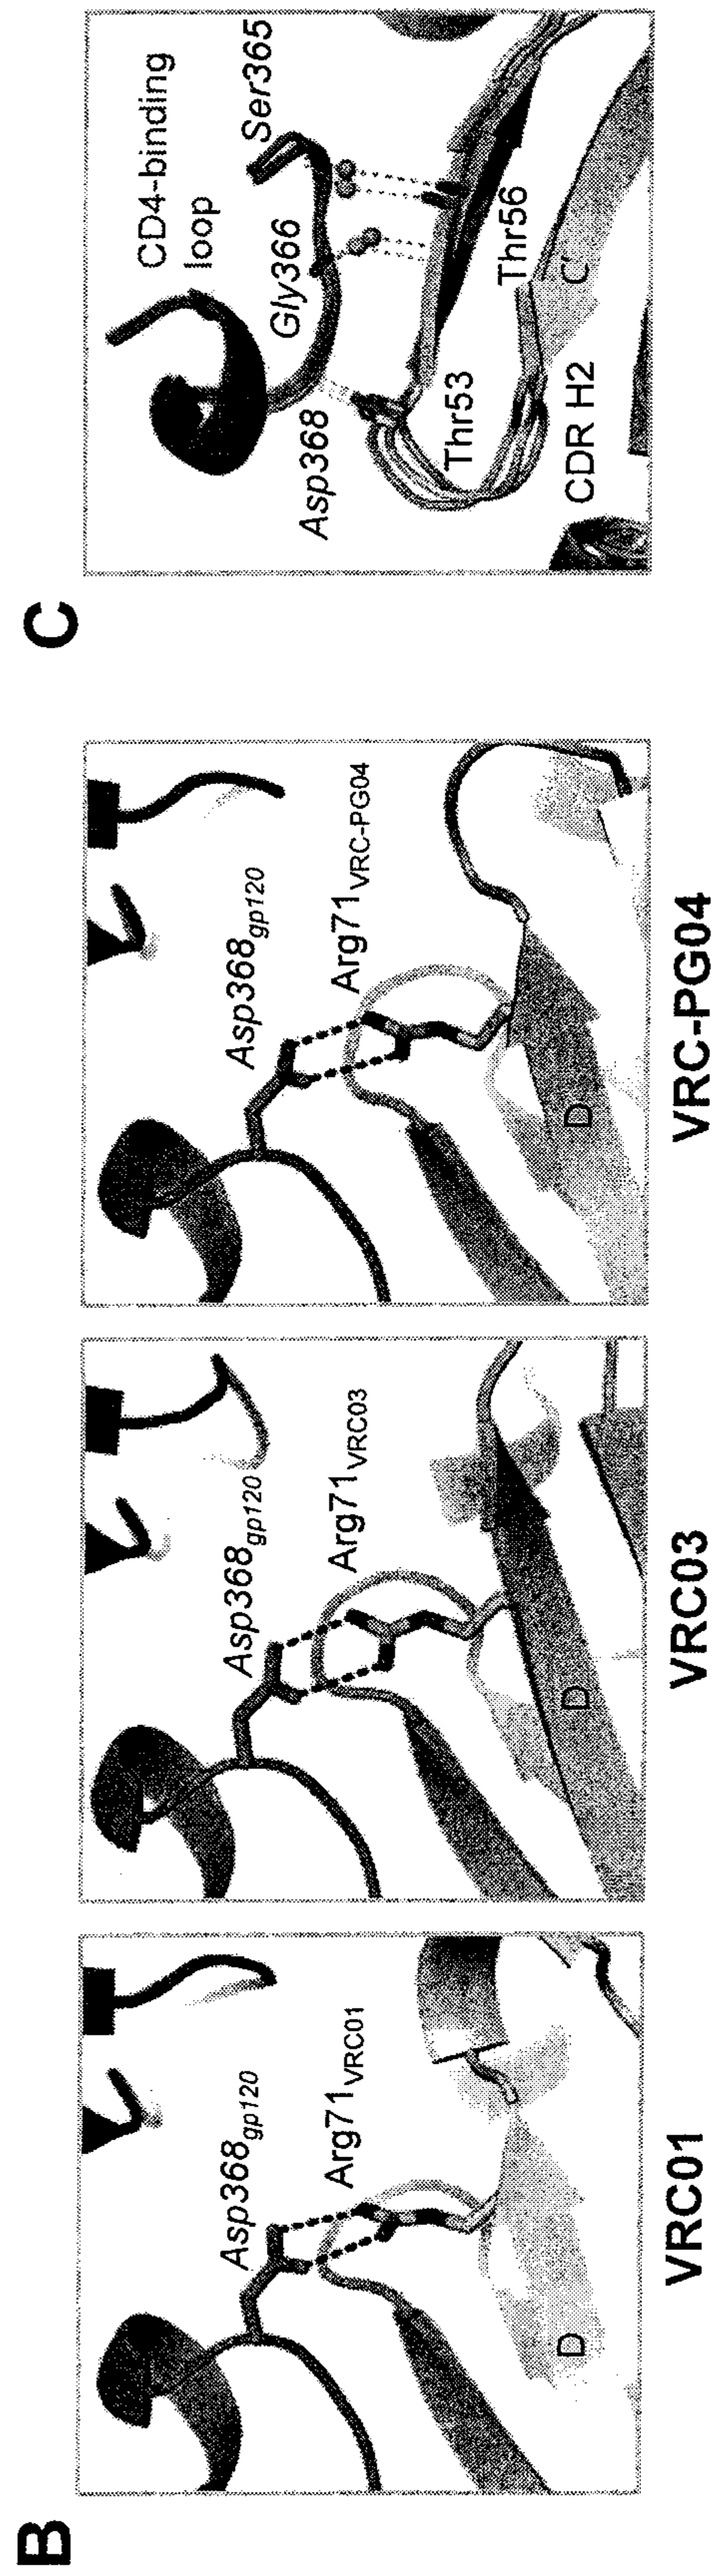 B
Asp368gp120
Arg71VRC01
D
VRC01
Asp368gp120
Arg71VRC03
D
VRC03
Asp368gp120
Arg71VRC-PG04
D
VRC-PG04
C
CD4-binding
loop
Ser365
Gly366
Asp368
Thr53
Thr56
C'
CDR H2